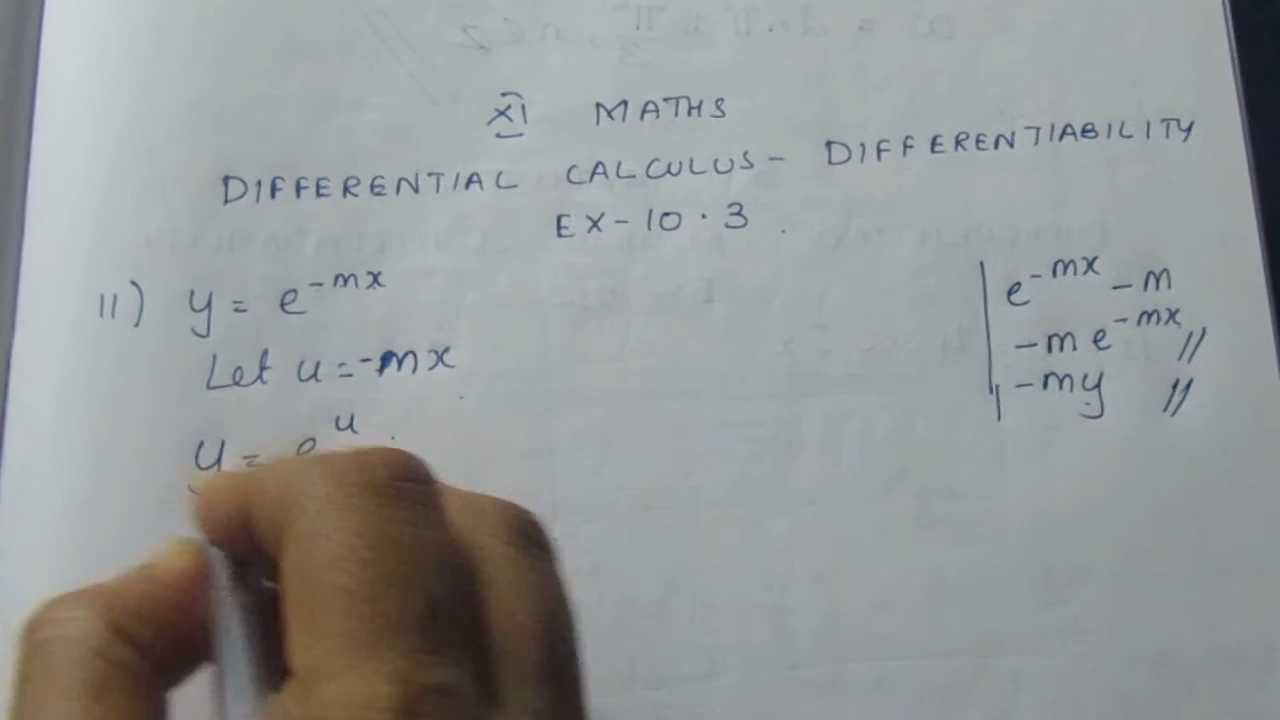 XI MATHS
DIFFERENTIAL CALCULUS - DIFFERENTIABILITY
EX-10.3.
11) y = e^{-mx}
Let u = -mx
y = e^u
e^{-mx} -m
-me^{-mx} //
-my //